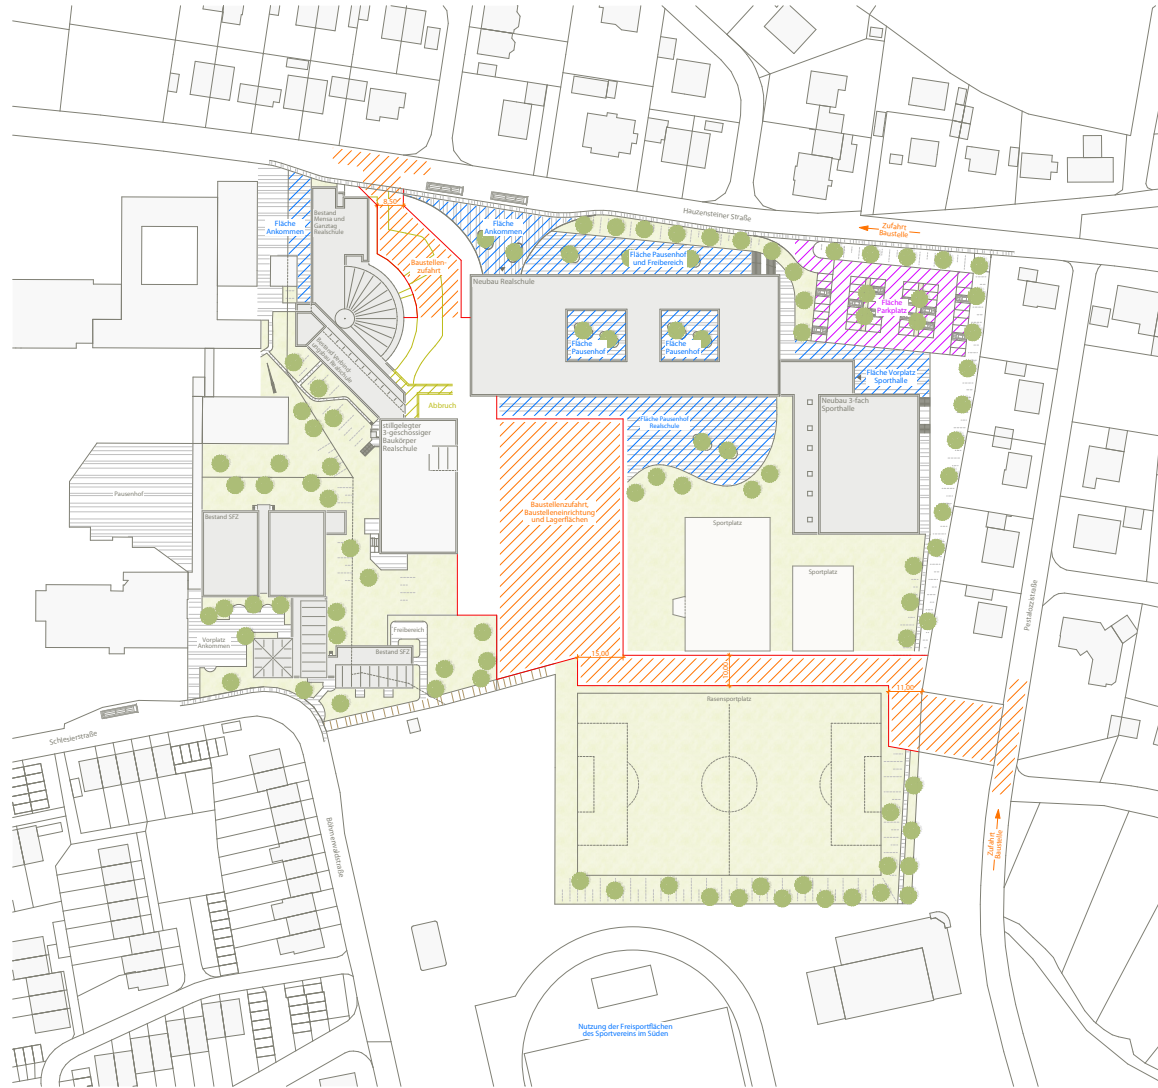 Hauzensteiner Straße
Zufahrt
Baustelle
8,50
Fläche
Ankommen
Bestand
Mensa und
Ganztag
Realschule
Fläche
Ankommen
Baustellen-
zufahrt
Fläche Pausenhof
und Freibereich
Neubau Realschule
Fläche
Parkplatz
Fläche
Pausenhof
Fläche
Pausenhof
Fläche Vorplatz
Sporthalle
Abbruch
Neubau 3-fach
Sporthalle
stillgelegter
3-geschossiger
Baukörper
Realschule
Fläche Pausenhof
Realschule
Pausenhof
Baustellenzufahrt,
Baustelleneinrichtung
und Lagerflächen
Bestand SFZ
Sportplatz
Sportplatz
Pestalozzistraße
Freibereich
Vorplatz
Ankommen
Bestand SFZ
15,00
10,00
11,00
Rasensportplatz
Schlesierstraße
Böhmerwaldstraße
Zufahrt
Baustelle
Nutzung der Freisportflächen
des Sportvereins im Süden